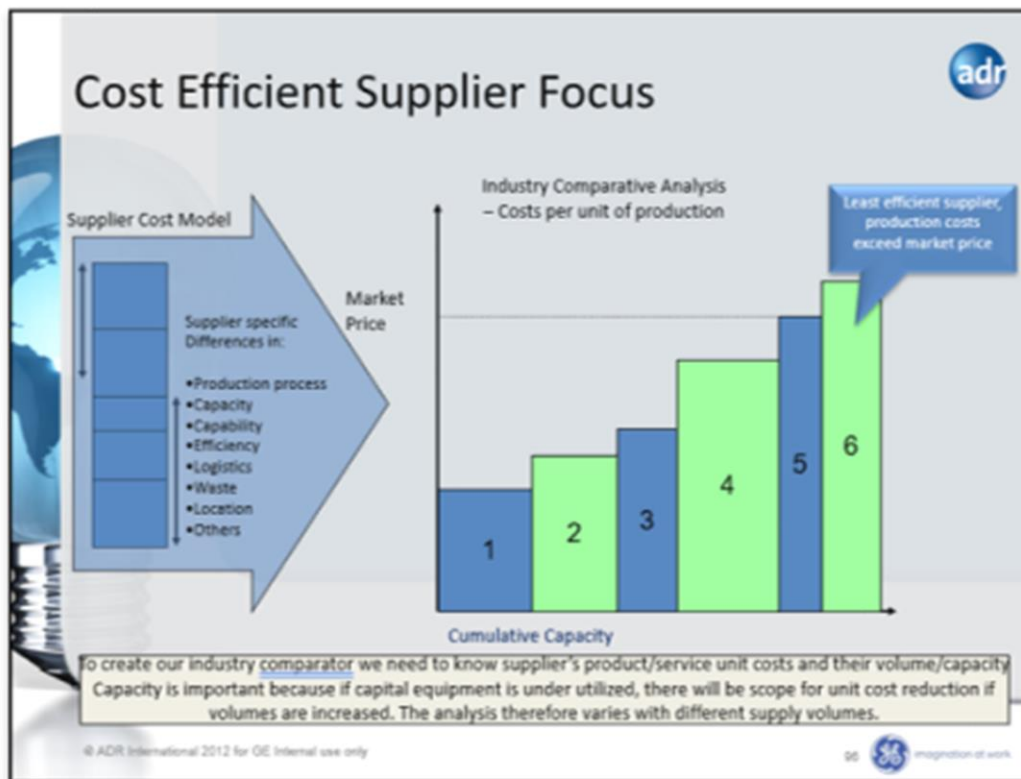 adr
Cost Efficient Supplier Focus
Supplier Cost Model
Supplier specific
Differences in:
•Production process
•Capacity
•Capability
•Efficiency
•Logistics
•Waste
•Location
•Others
Industry Comparative Analysis
– Costs per unit of production
Market
Price
Least efficient supplier,
production costs
exceed market price
1
2
3
4
5
6
Cumulative Capacity
To create our industry comparator we need to know supplier's product/service unit costs and their volume/capacity
Capacity is important because if capital equipment is under utilized, there will be scope for unit cost reduction if
volumes are increased. The analysis therefore varies with different supply volumes.
© ADR International 2012 for GE Internal use only
96
imagination at work